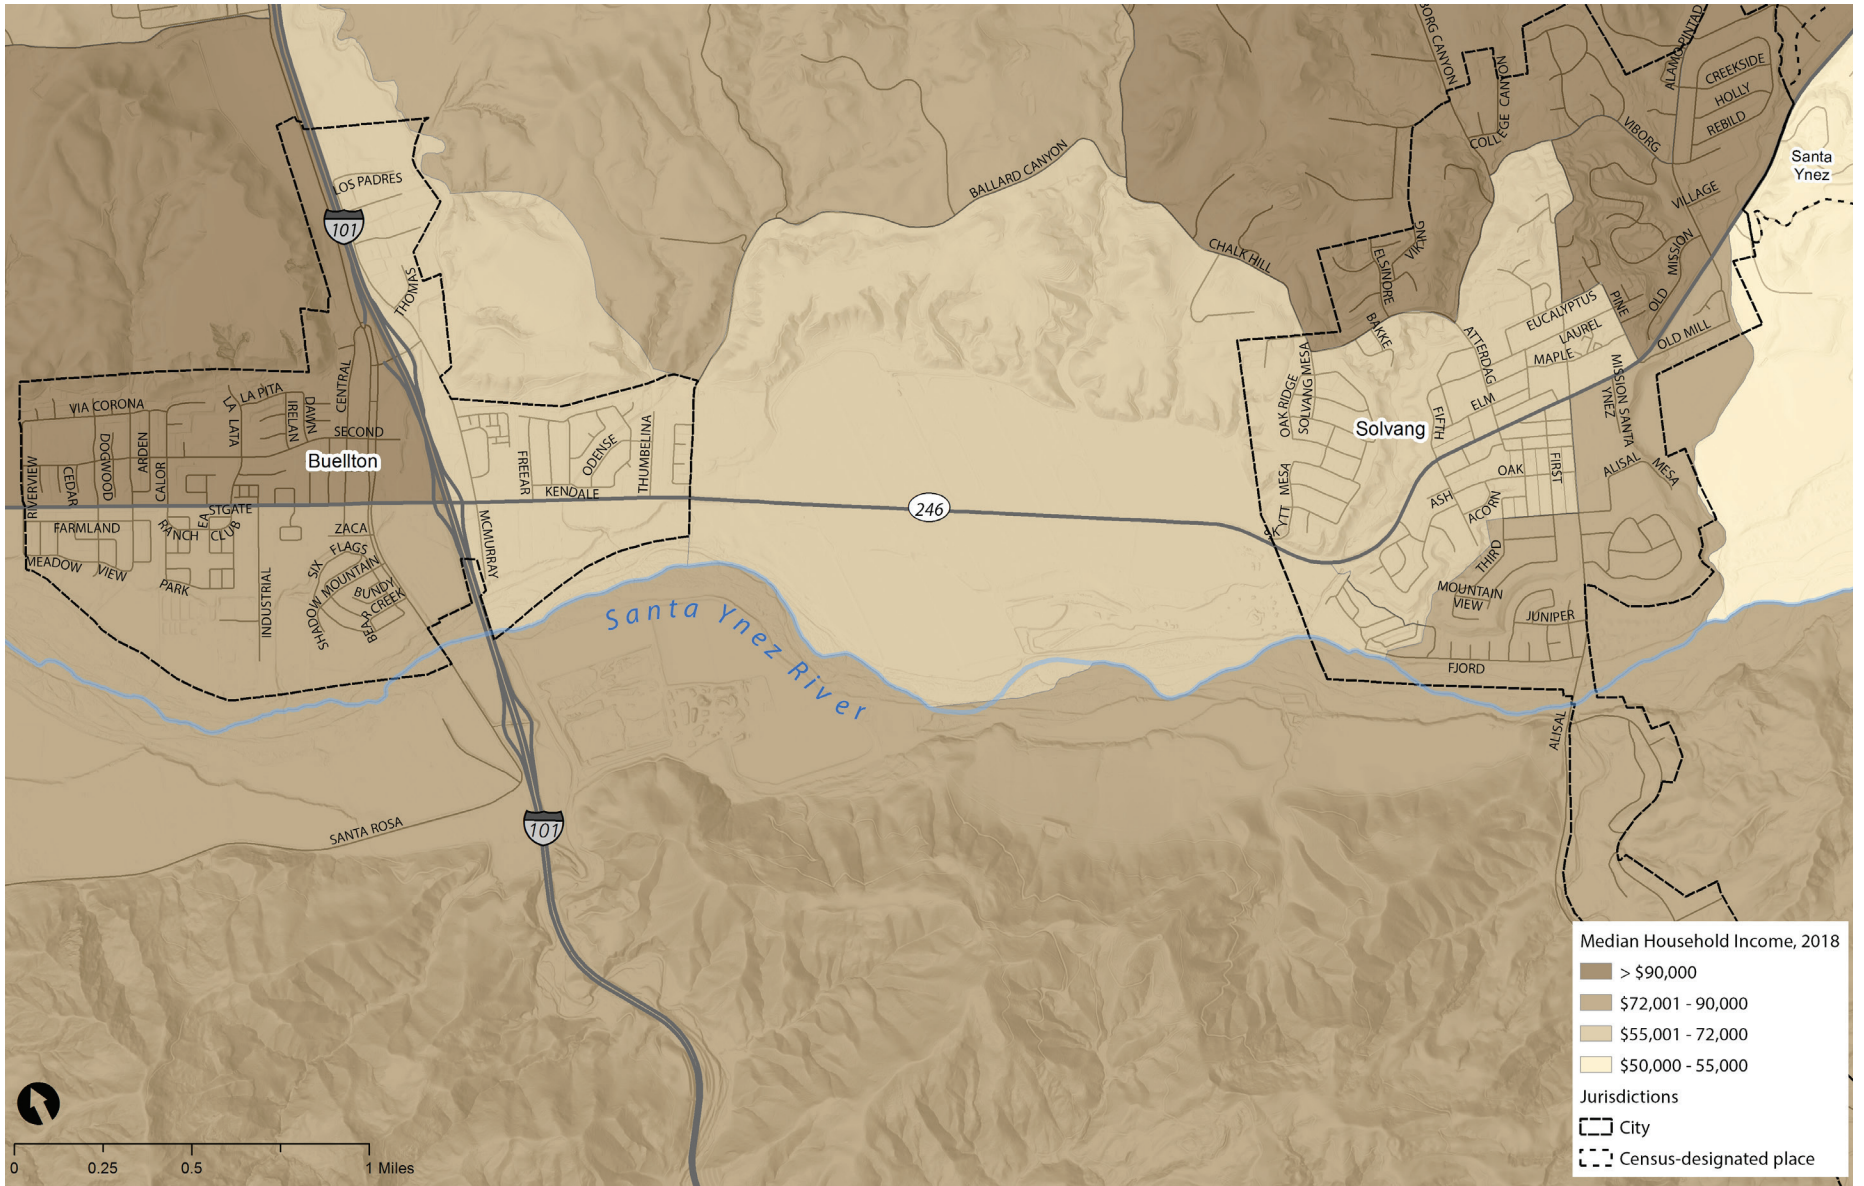 BORG CANYON
COLLEGE CANYON
ALAMO PINTAD
CREEKSIDE
HOLLY
REBILD
VIBORG
Santa
Ynez
VILLAGE
BALLARD CANYON
LOS PADRES
101
THOMAS
CHALK HILL
VIKING
ELSINORE
BAKKE
OLD MISSION
PINE
EUCALYPTUS
LAUREL
MAPLE
OLD MILL
ATTERDAG
ELM
FIFTH
SOLVANG MESA
OAK RIDGE
MISSION SANTA
YNEZ
Solvang
VIA CORONA
LA PITA
LA LATA
IRELAN
DAWN
CENTRAL
SECOND
Buellton
DOGWOOD
ARDEN
CALOR
CEDAR
RIVERVIEW
FREEAR
ODENSE
THUMBELINA
KENDALE
246
SKYTT MESA
OAK
FIRST
ALISAL
MESA
ASH
ACORN
THIRD
FARMLAND
RANCH CLUB
EASTGATE
ZACA
SIX FLAGS
MEADOW VIEW
PARK
INDUSTRIAL
SHADOW MOUNTAIN
BUNDY
BEAR CREEK
MCMURRAY
MOUNTAIN
VIEW
JUNIPER
FJORD
Santa Ynez River
ALISAL
SANTA ROSA
101
Median Household Income, 2018
> $90,000
$72,001 - 90,000
$55,001 - 72,000
$50,000 - 55,000
Jurisdictions
City
Census-designated place
0 0.25 0.5 1 Miles